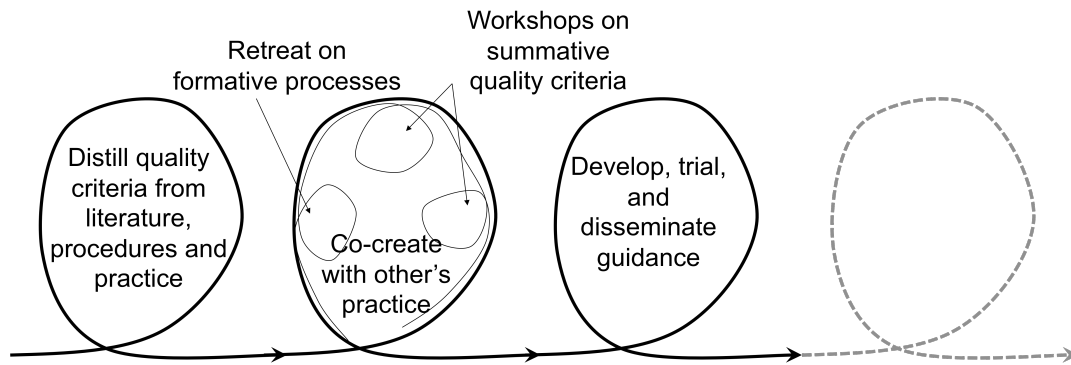 Workshops on
summative
quality criteria
Retreat on
formative processes
Distill quality
criteria from
literature,
procedures and
practice
Co-create
with other's
practice
Develop, trial,
and
disseminate
guidance